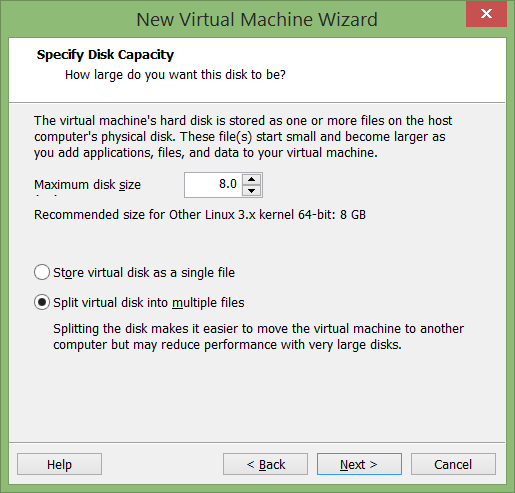 New Virtual Machine Wizard
Specify Disk Capacity
How large do you want this disk to be?
The virtual machine's hard disk is stored as one or more files on the host
computer's physical disk. These file(s) start small and become larger as
you add applications, files, and data to your virtual machine.
Maximum disk size
8.0
Recommended size for Other Linux 3.x kernel 64-bit: 8 GB
Store virtual disk as a single file
Split virtual disk into multiple files
Splitting the disk makes it easier to move the virtual machine to another
computer but may reduce performance with very large disks.
Help
< Back
Next >
Cancel